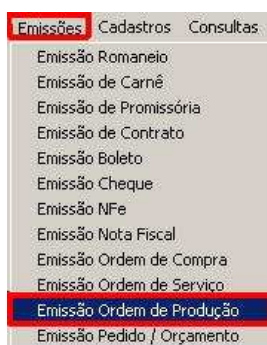 Emissões Cadastros Consultas
Emissão Romaneio
Emissão de Carnê
Emissão de Promissória
Emissão de Contrato
Emissão Boleto
Emissão Cheque
Emissão NFe
Emissão Nota Fiscal
Emissão Ordem de Compra
Emissão Ordem de Serviço
Emissão Ordem de Produção
Emissão Pedido / Orçamento